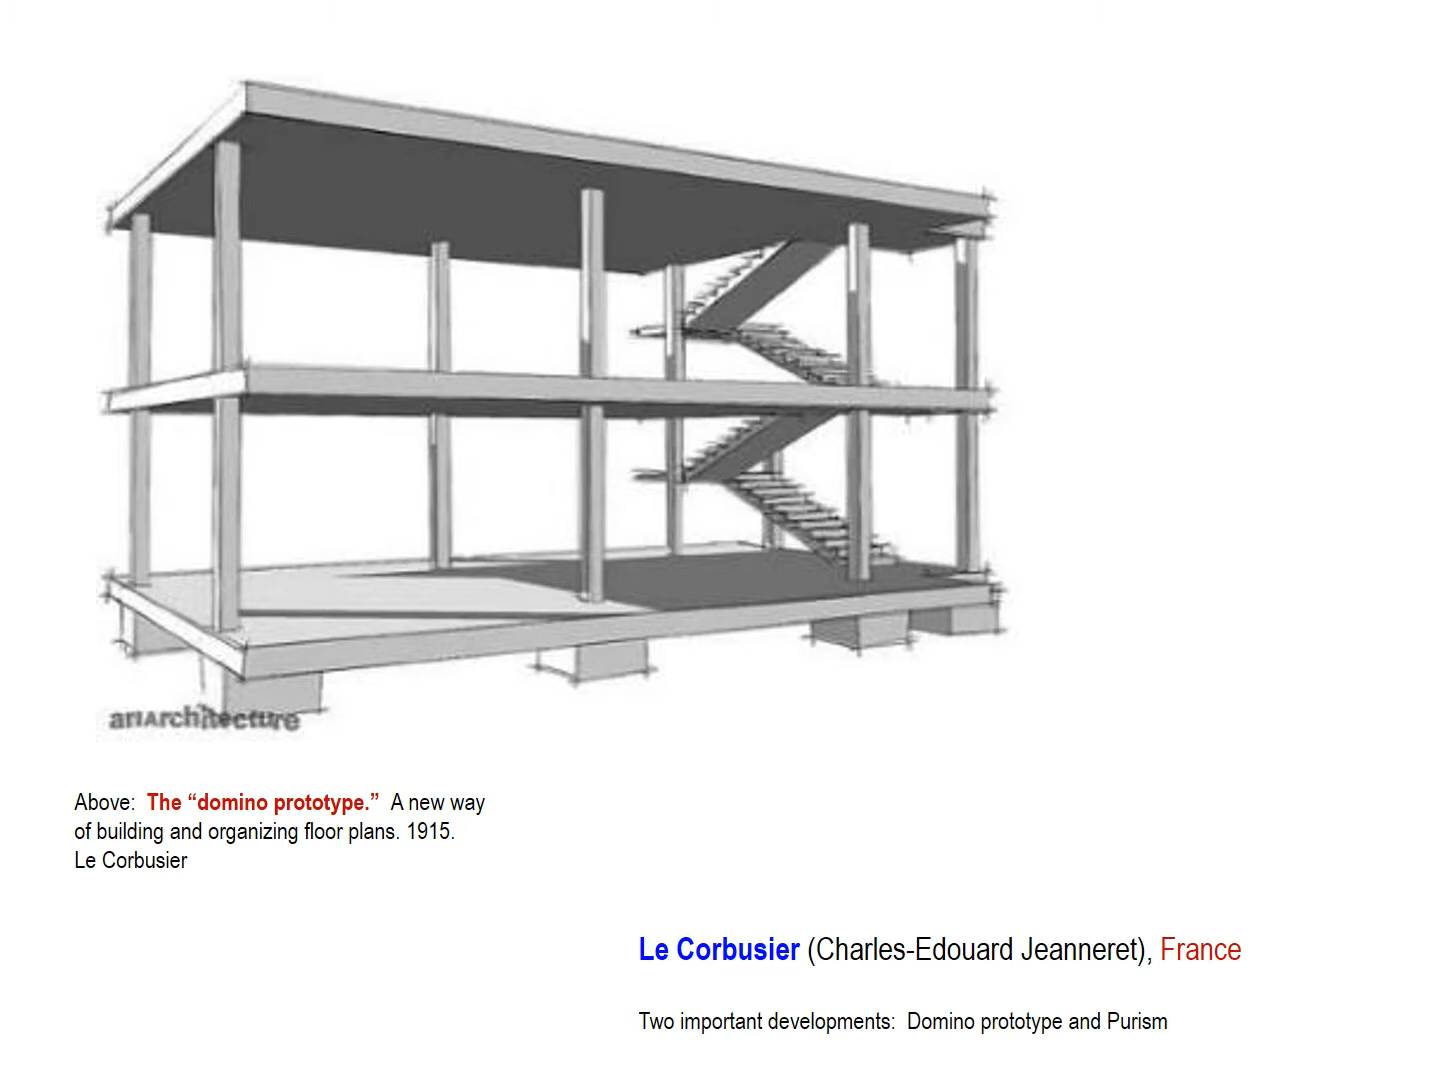 artArchitecture
Above:  The “domino prototype.”  A new way
of building and organizing floor plans. 1915.
Le Corbusier
Le Corbusier (Charles-Edouard Jeanneret), France
Two important developments:  Domino prototype and Purism